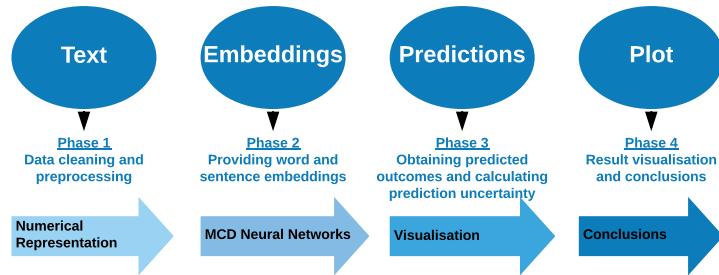 Text
Embeddings
Predictions
Plot
Phase 1
Data cleaning and
preprocessing
Phase 2
Providing word and
sentence embeddings
Phase 3
Obtaining predicted
outcomes and calculating
prediction uncertainty
Phase 4
Result visualisation
and conclusions
Numerical
Representation
MCD Neural Networks
Visualisation
Conclusions